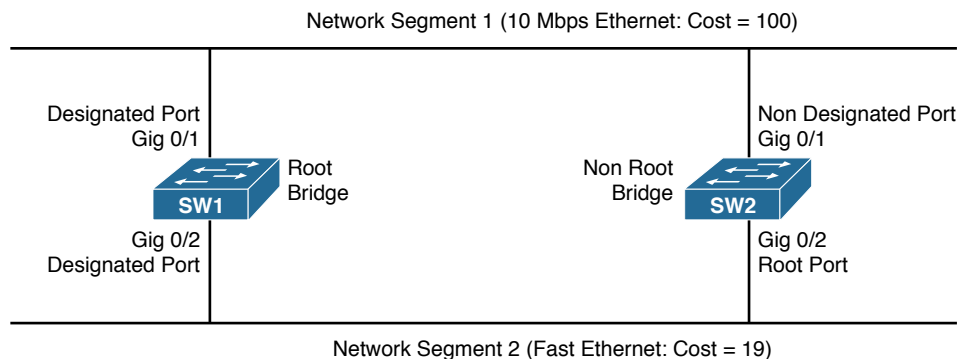 Network Segment 1 (10 Mbps Ethernet: Cost = 100)
Designated Port
Gig 0/1
Non Designated Port
Gig 0/1
Root
Bridge
Non Root
Bridge
SW1
SW2
Gig 0/2
Designated Port
Gig 0/2
Root Port
Network Segment 2 (Fast Ethernet: Cost = 19)